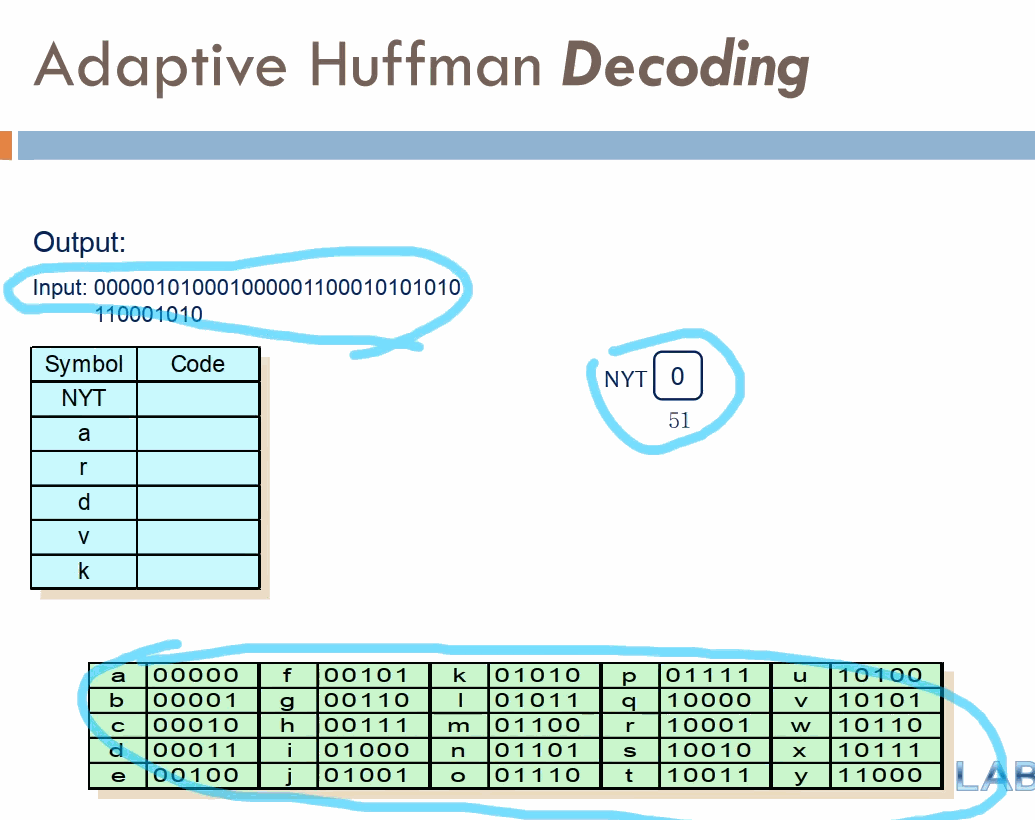 Adaptive Huffman Decoding
Output:
Input: 000001010001000001100010101010
110001010
Symbol Code
NYT
a
r
d
v
k
NYT 0
51
a 00000 f 00101 k 01010 p 01111 u 10100
b 00001 g 00110 l 01011 q 10000 v 10101
c 00010 h 00111 m 01100 r 10001 w 10110
d 00011 i 01000 n 01101 s 10010 x 10111
e 00100 j 01001 o 01110 t 10011 y 11000
LAB